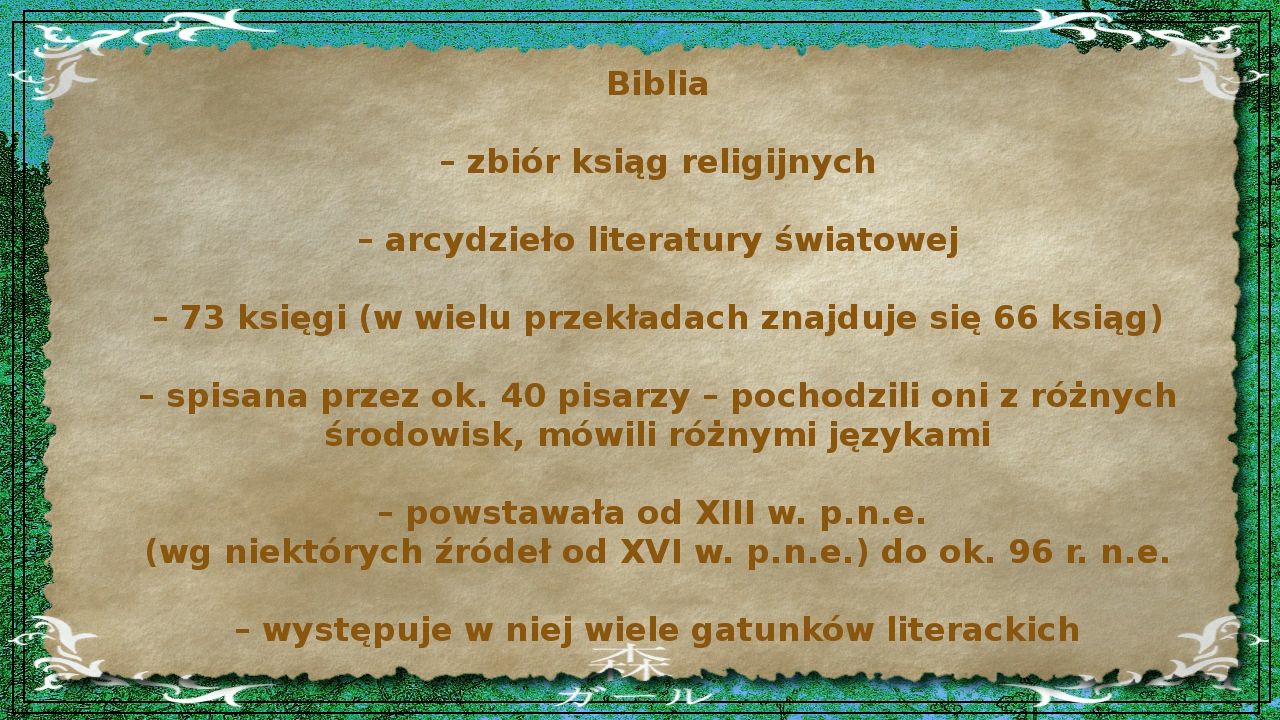 Biblia
– zbiór ksiąg religijnych
– arcydzieło literatury światowej
– 73 księgi (w wielu przekładach znajduje się 66 ksiąg)
– spisana przez ok. 40 pisarzy – pochodzili oni z różnych
środowisk, mówili różnymi językami
– powstawała od XIII w. p.n.e.
(wg niektórych źródeł od XVI w. p.n.e.) do ok. 96 r. n.e.
– występuje w niej wiele gatunków literackich
森
ガール